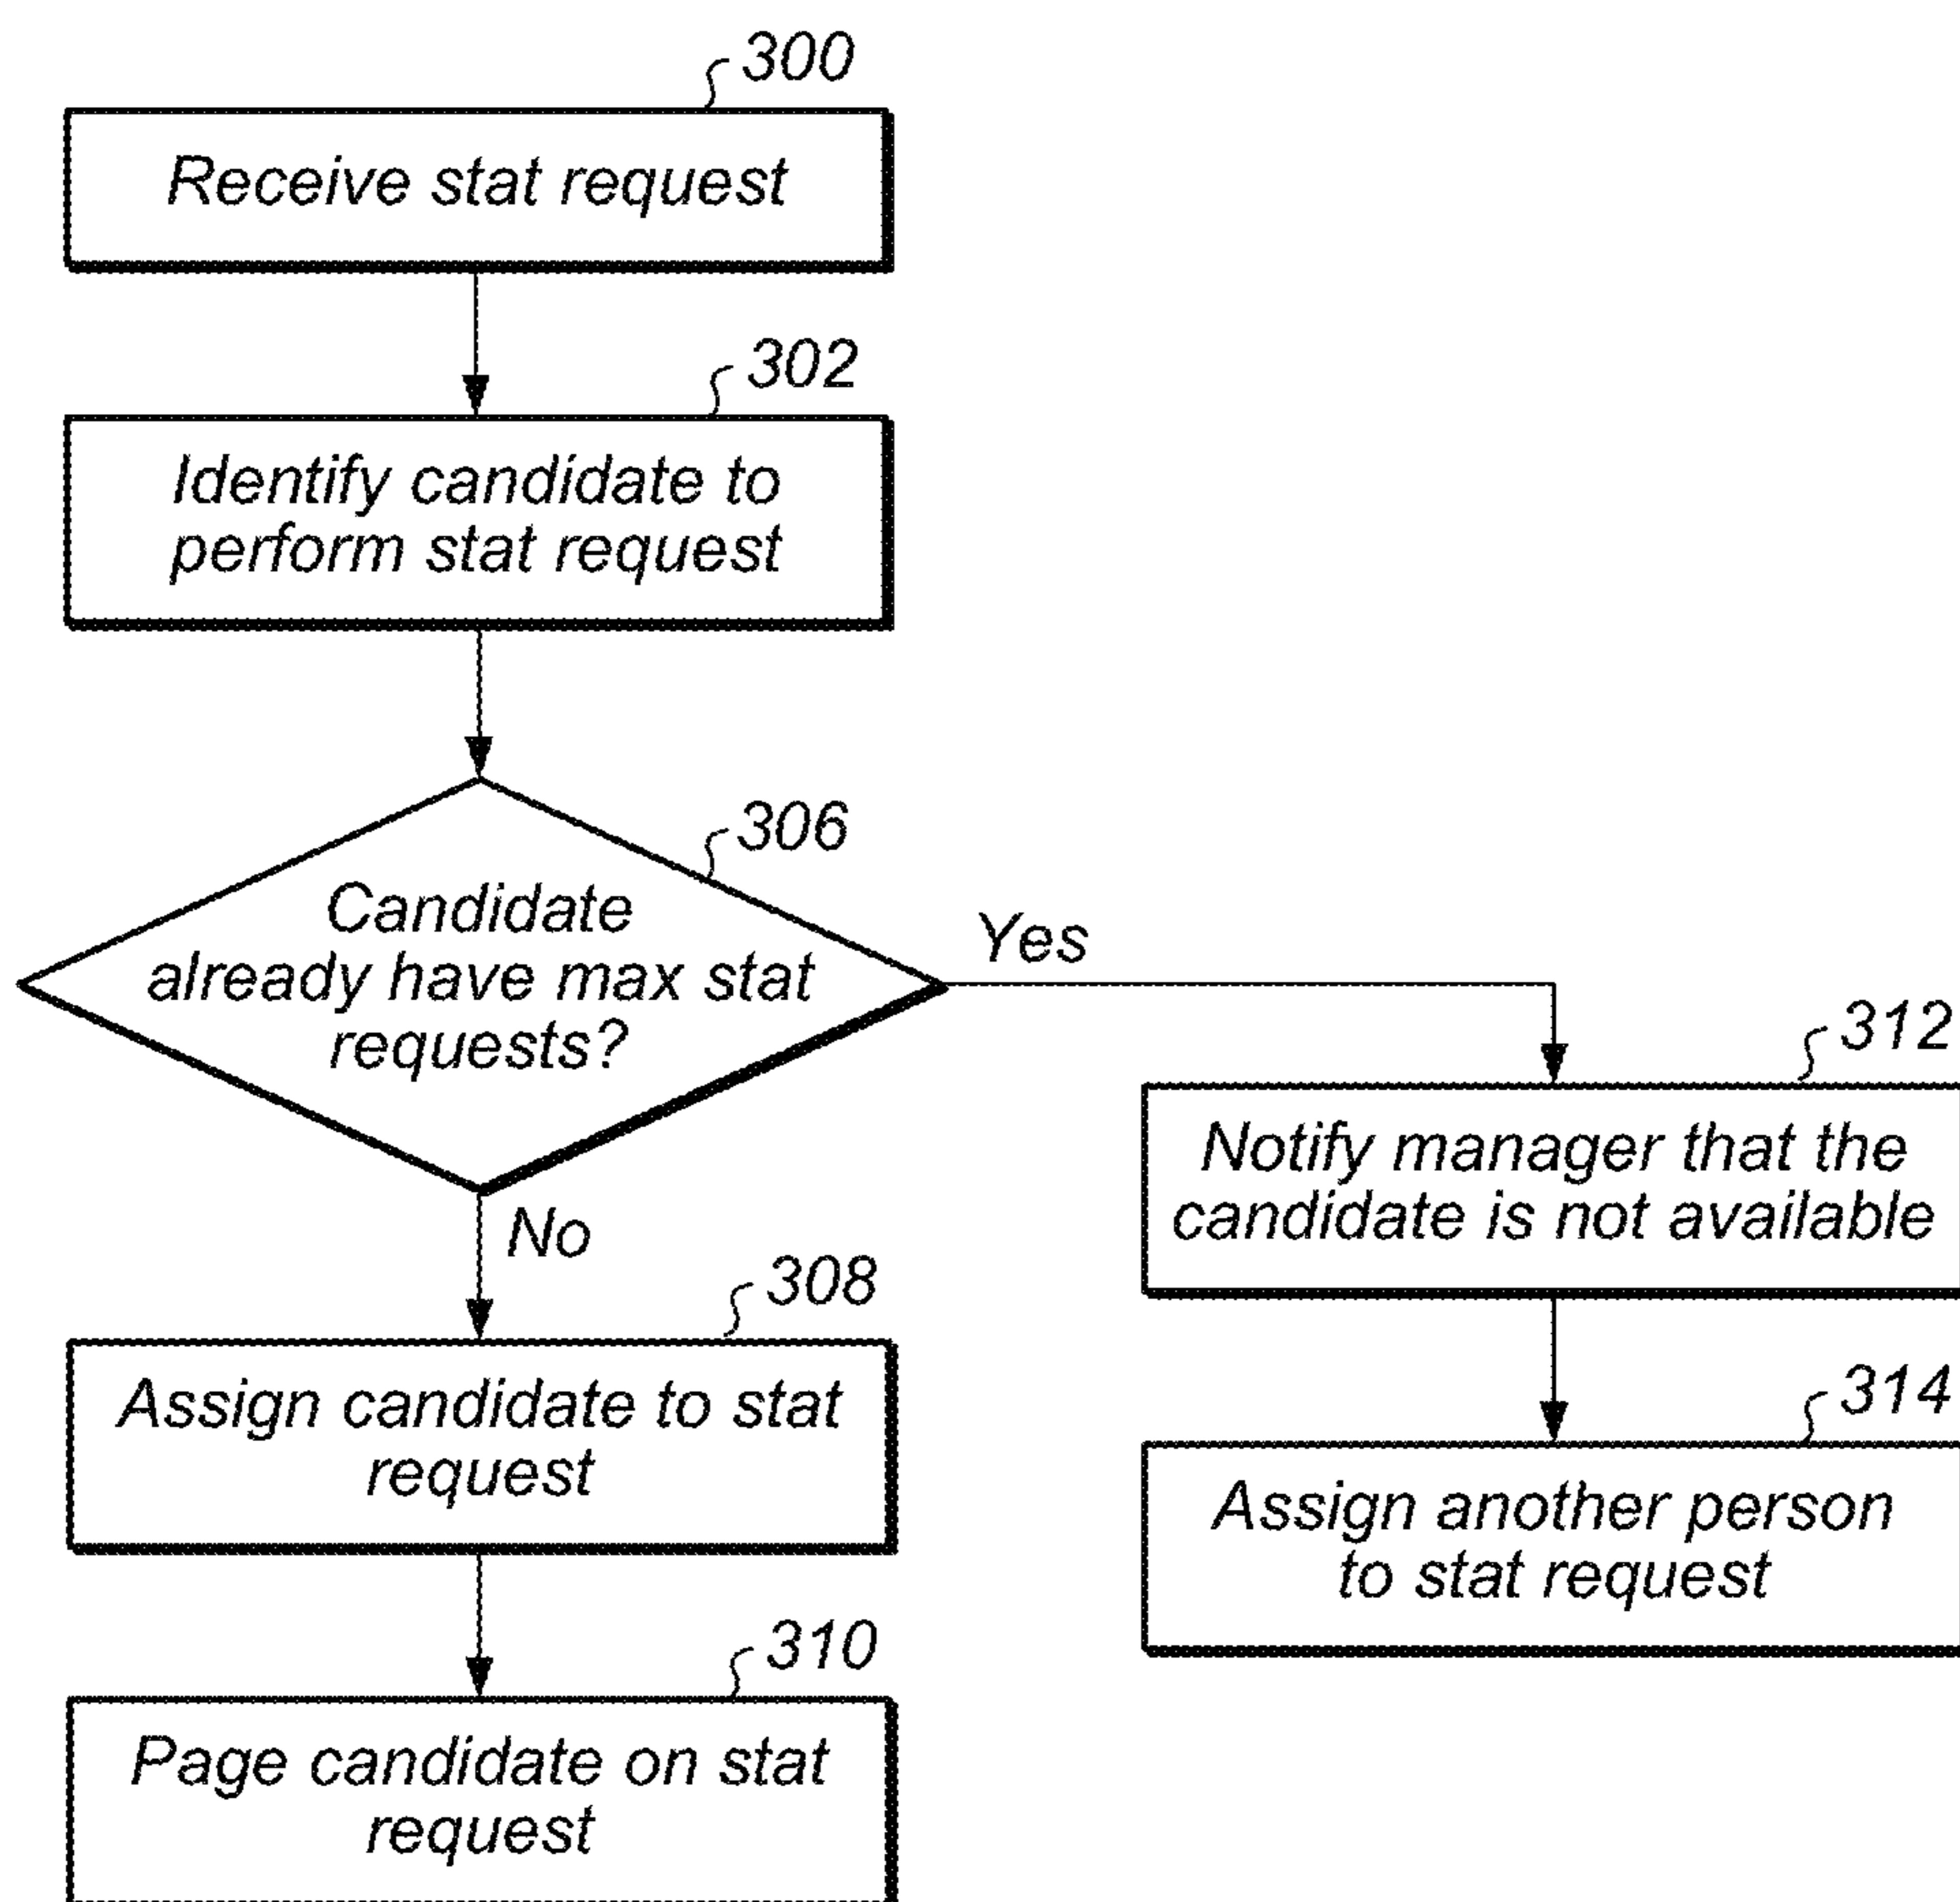 300
Receive stat request
302
Identify candidate to
perform stat request
306
Candidate
already have max stat
requests?
Yes
No
308
Assign candidate to stat
request
310
Page candidate on stat
request
312
Notify manager that the
candidate is not available
314
Assign another person
to stat request